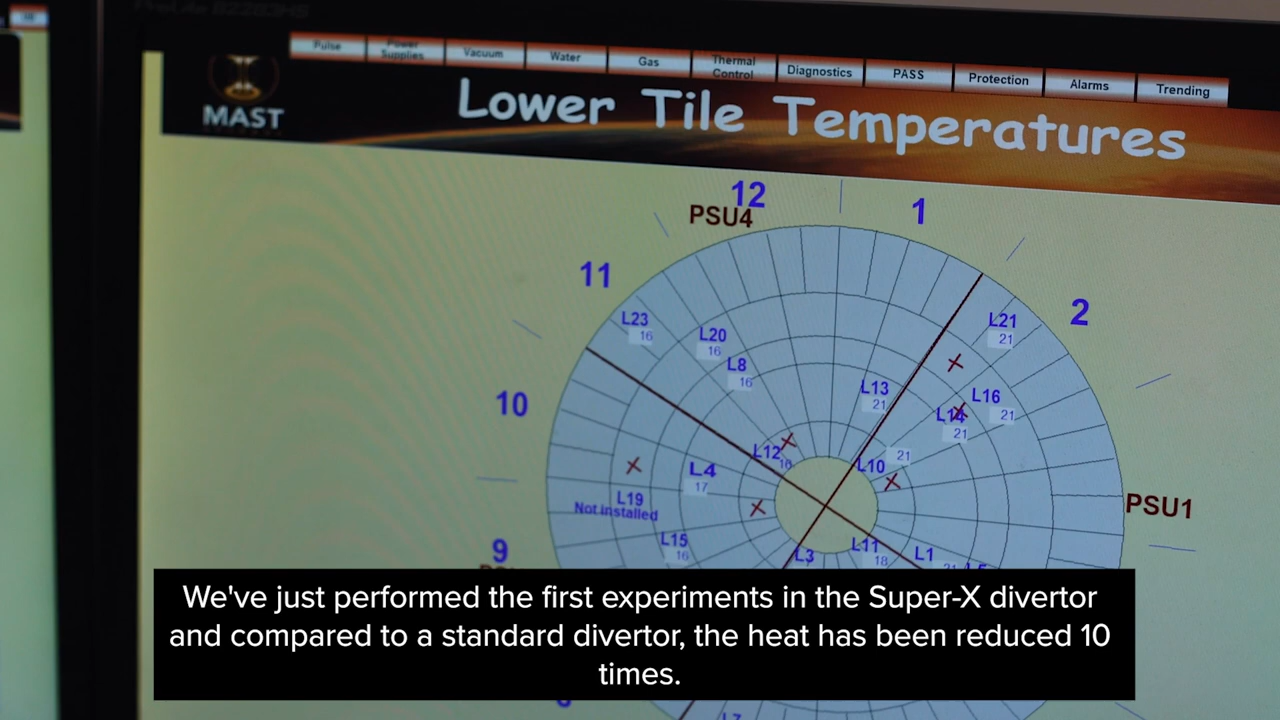 Pulse
Power
Supplies
Vacuum
Water
Gas
Thermal
Control
Diagnostics
PASS
Protection
Alarms
Trending
MAST
Lower Tile Temperatures
12
PSU4
1
11
2
L23
16
L20
16
L8
16
L21
21
L13
21
L16
21
L14
21
10
L12
16
L10
21
L4
17
L19
Not installed
PSU1
9
L15
16
L3
L11
18
L1
21
L7
We've just performed the first experiments in the Super-X divertor
and compared to a standard divertor, the heat has been reduced 10
times.